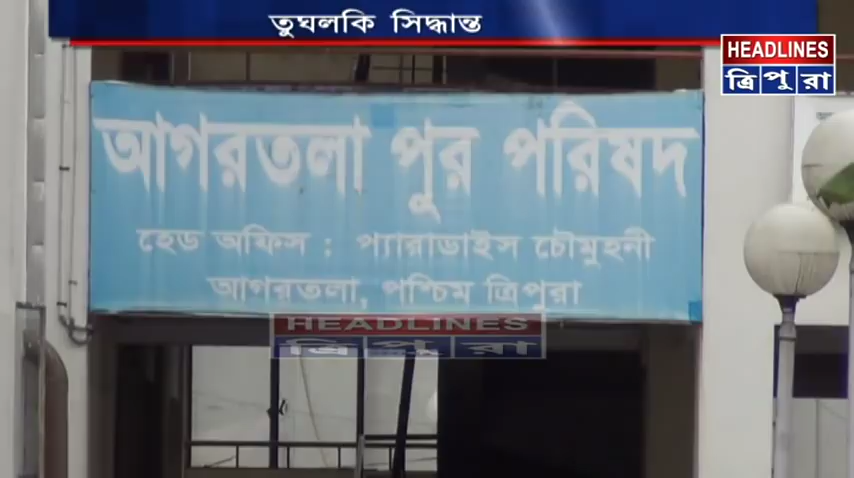 তুঘলকি সিদ্ধান্ত
HEADLINES
ত্রিপুরা
আগরতলা পুর পরিষদ
হেড অফিস : প্যারাডাইস চৌমুহনী
আগরতলা, পশ্চিম ত্রিপুরা
HEADLINES
ত্রিপুরা